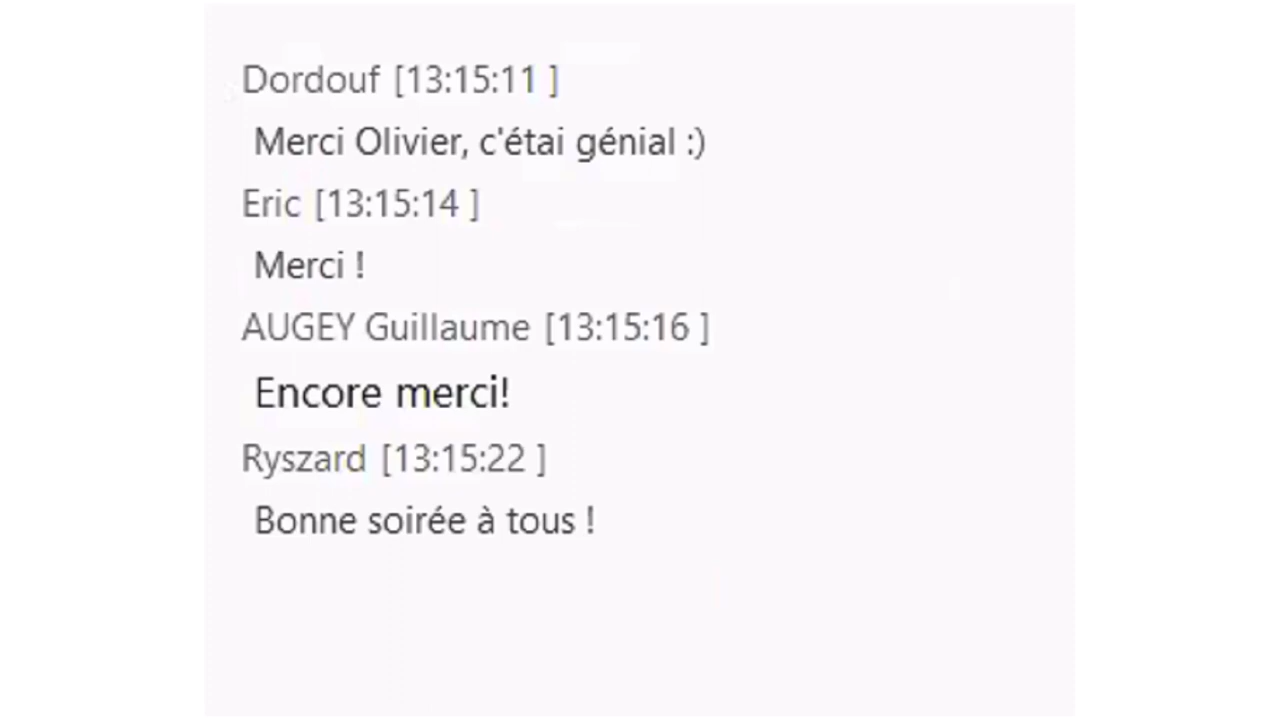 Dordouf [13:15:11 ]
Merci Olivier, c'étai génial :)
Eric [13:15:14 ]
Merci !
AUGEY Guillaume [13:15:16 ]
Encore merci!
Ryszard [13:15:22 ]
Bonne soirée à tous !